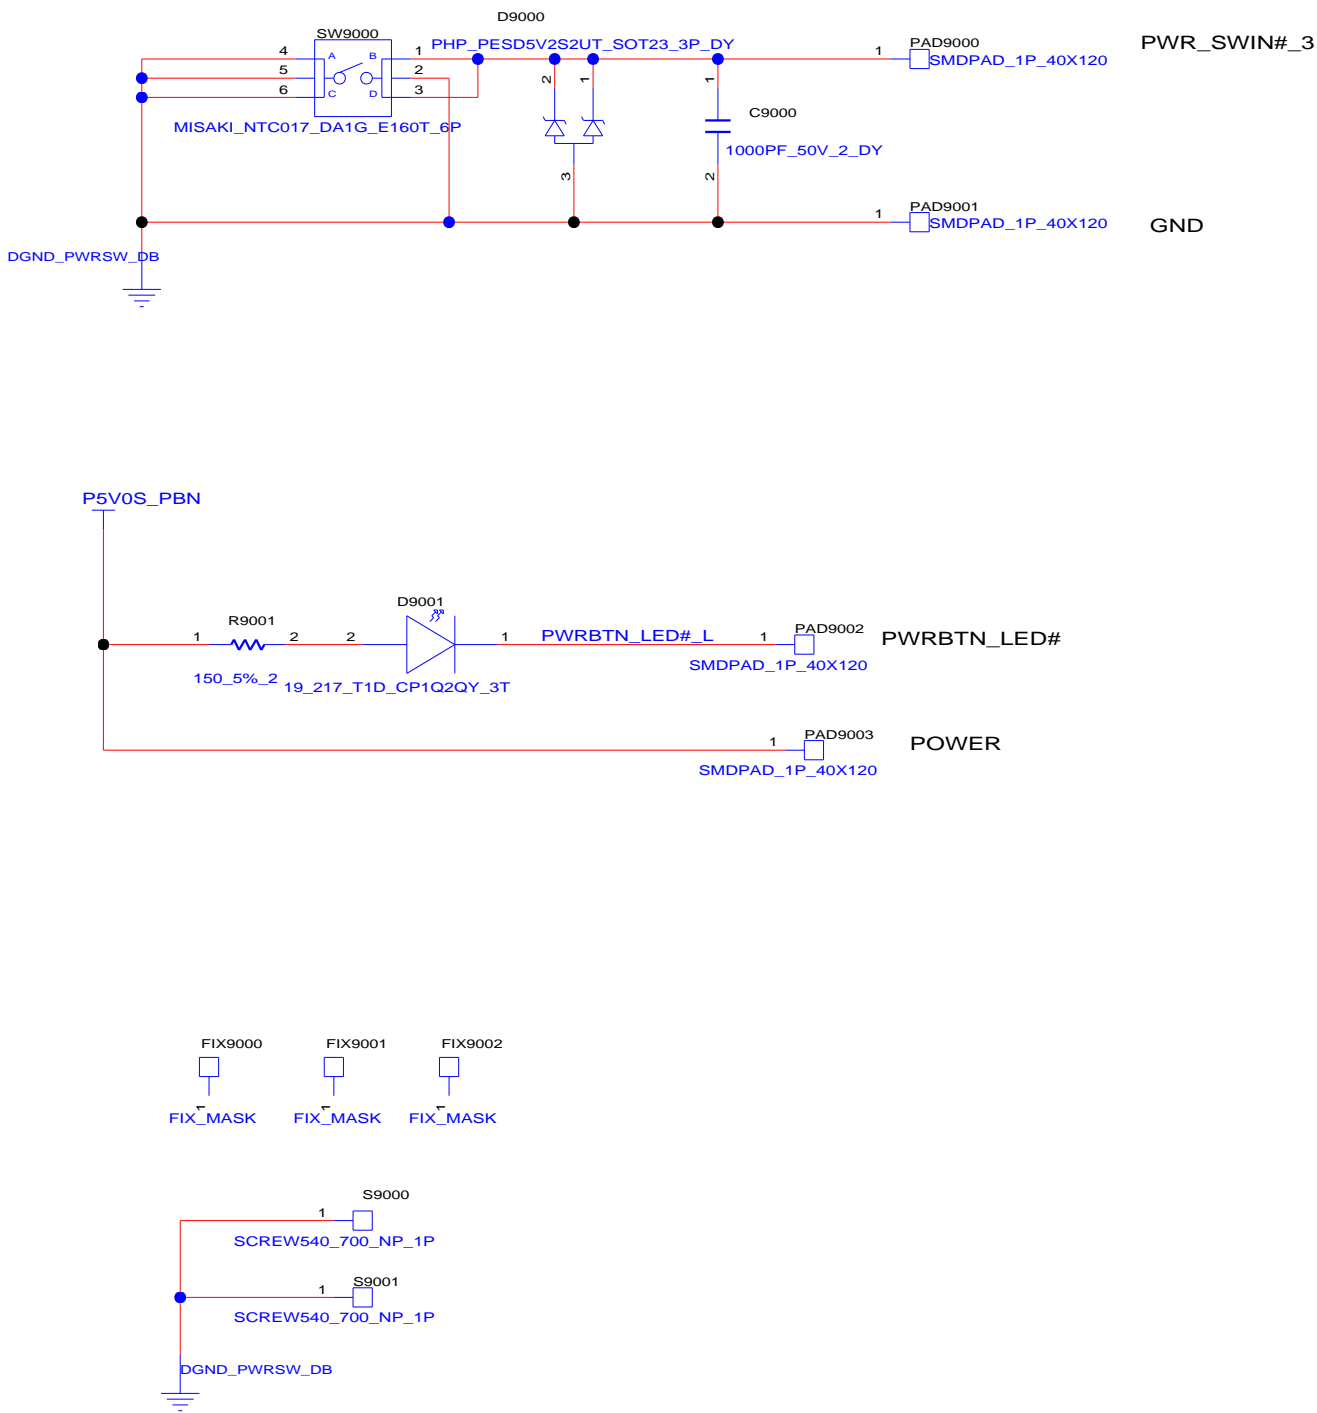 D9000
SW9000
PHP_PESD5V2S2UT_SOT23_3P_DY
PAD9000
PWR_SWIN#_3
4 A B 1
1
SMDPAD_1P_40X120
5 2
2 1 1
6 C D 3
C9000
MISAKI_NTC017_DA1G_E160T_6P
1000PF_50V_2_DY
3 2
PAD9001
1
SMDPAD_1P_40X120
GND
DGND_PWRSW_DB
P5V0S_PBN
D9001
R9001
PAD9002
1 2 2 1
PWRBTN_LED#_L
1
PWRBTN_LED#
SMDPAD_1P_40X120
150_5%_2
19_217_T1D_CP1Q2QY_3T
PAD9003
1
POWER
SMDPAD_1P_40X120
FIX9000 FIX9001 FIX9002
1 1 1
FIX_MASK FIX_MASK FIX_MASK
S9000
1
SCREW540_700_NP_1P
S9001
1
SCREW540_700_NP_1P
DGND_PWRSW_DB